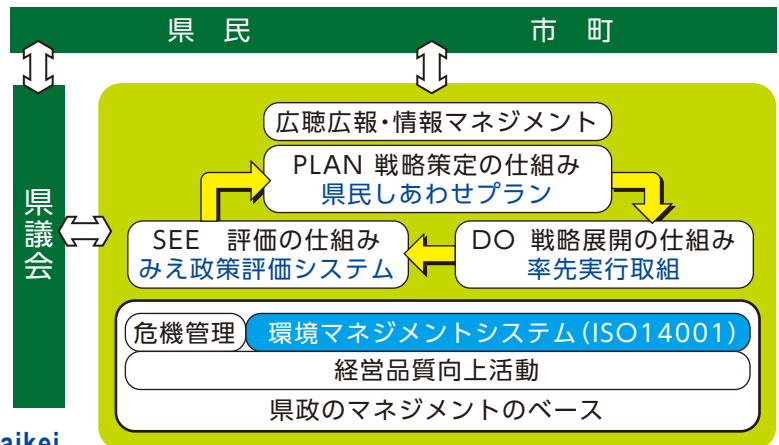 県 民 市 町
県議会
広聴広報・情報マネジメント
PLAN 戦略策定の仕組み
県民しあわせプラン
SEE 評価の仕組み
みえ政策評価システム
DO 戦略展開の仕組み
率先実行取組
危機管理 環境マネジメントシステム(ISO14001)
経営品質向上活動
県政のマネジメントのベース
aikei